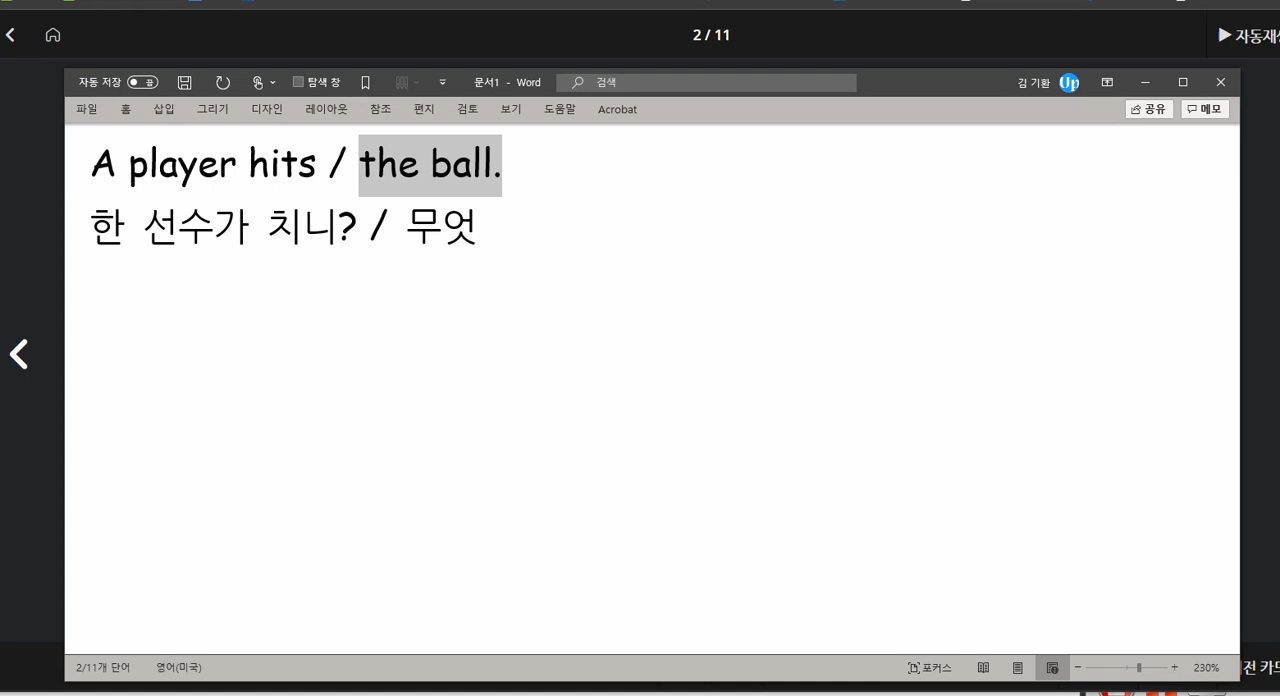 2 / 11
▶ 자동재생
자동 저장 끔 탐색 창 문서1 - Word 검색 김 기환 Up
파일 홈 삽입 그리기 디자인 레이아웃 참조 편지 검토 보기 도움말 Acrobat 공유 메모
A player hits / the ball.
한 선수가 치니? / 무엇
2/11개 단어 영어(미국) 포커스 - + 230%